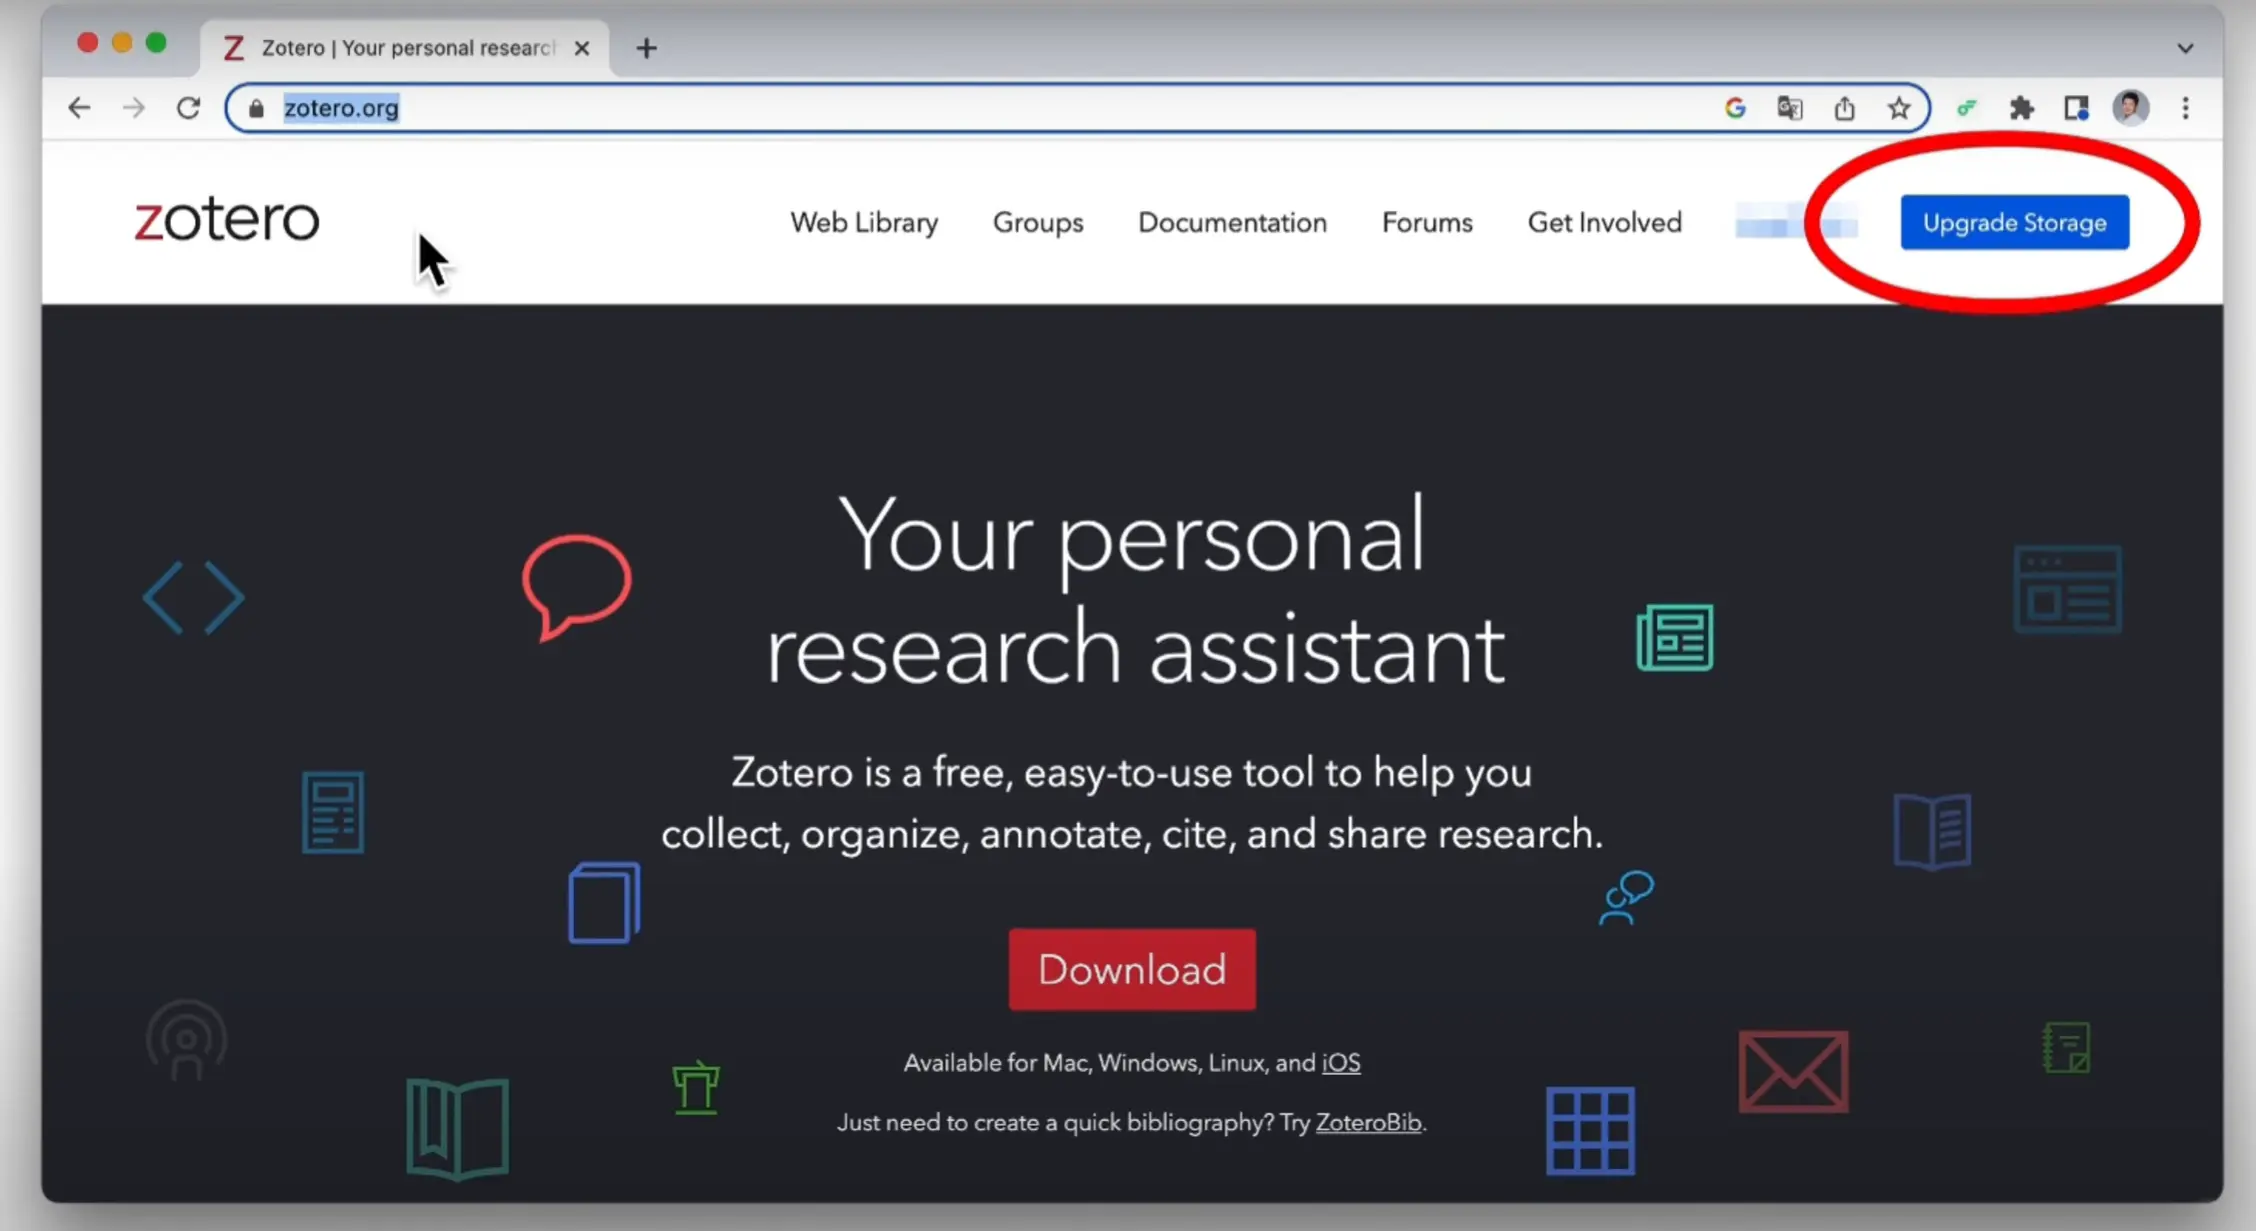 Zotero | Your personal researc
zotero.org
zotero
Web Library
Groups
Documentation
Forums
Get Involved
Upgrade Storage
Your personal
research assistant
Zotero is a free, easy-to-use tool to help you
collect, organize, annotate, cite, and share research.
Download
Available for Mac, Windows, Linux, and iOS
Just need to create a quick bibliography? Try ZoteroBib.